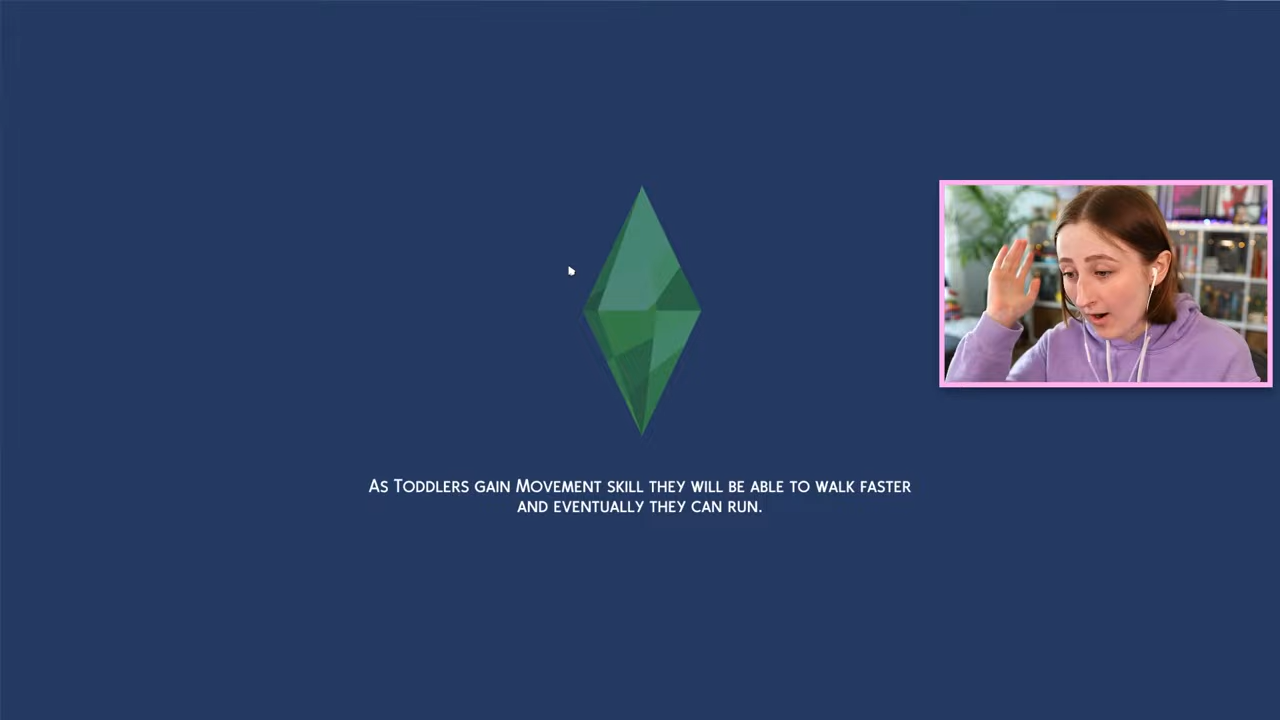 As Toddlers gain Movement skill they will be able to walk faster
and eventually they can run.